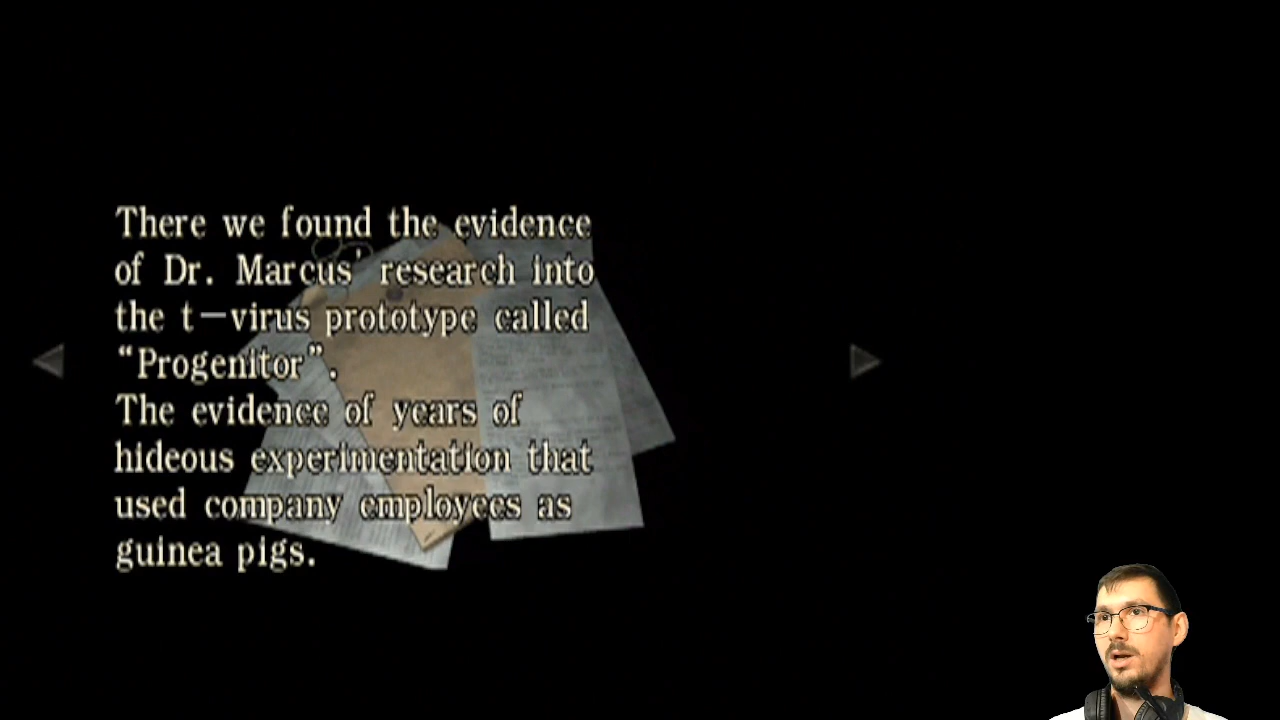 There we found the evidence
of Dr. Marcus' research into
the t—virus prototype called
“Progenitor”.
The evidence of years of
hideous experimentation that
used company employees as
guinea pigs.